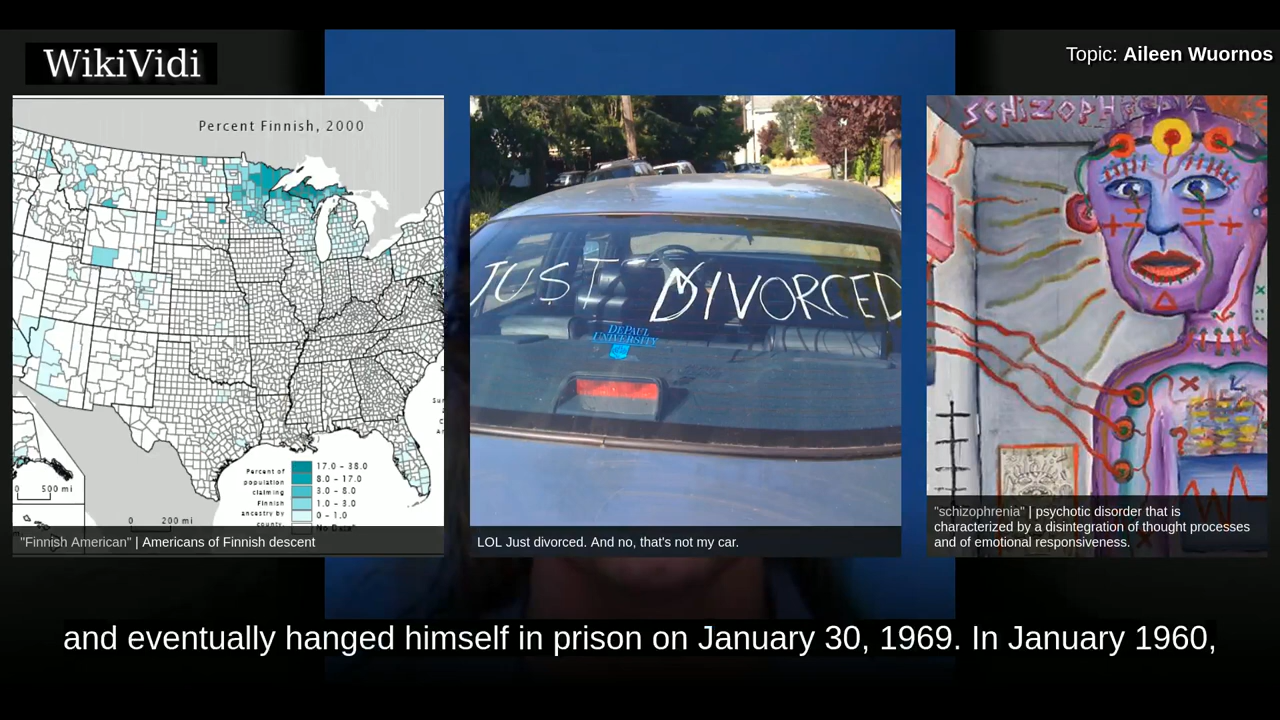 WikiVidi
Topic: Aileen Wuornos
Percent Finnish, 2000
Percent of
population
claiming
Finnish
ancestry by
county.
17.0 - 38.0
8.0 - 17.0
3.0 - 8.0
1.0 - 3.0
0 - 1.0
No Data
0 500 mi
0 200 mi
"Finnish American" | Americans of Finnish descent
JUST DIVORCED
DEPAUL
UNIVERSITY
LOL Just divorced. And no, that's not my car.
"schizophrenia" | psychotic disorder that is
characterized by a disintegration of thought processes
and of emotional responsiveness.
and eventually hanged himself in prison on January 30, 1969. In January 1960,